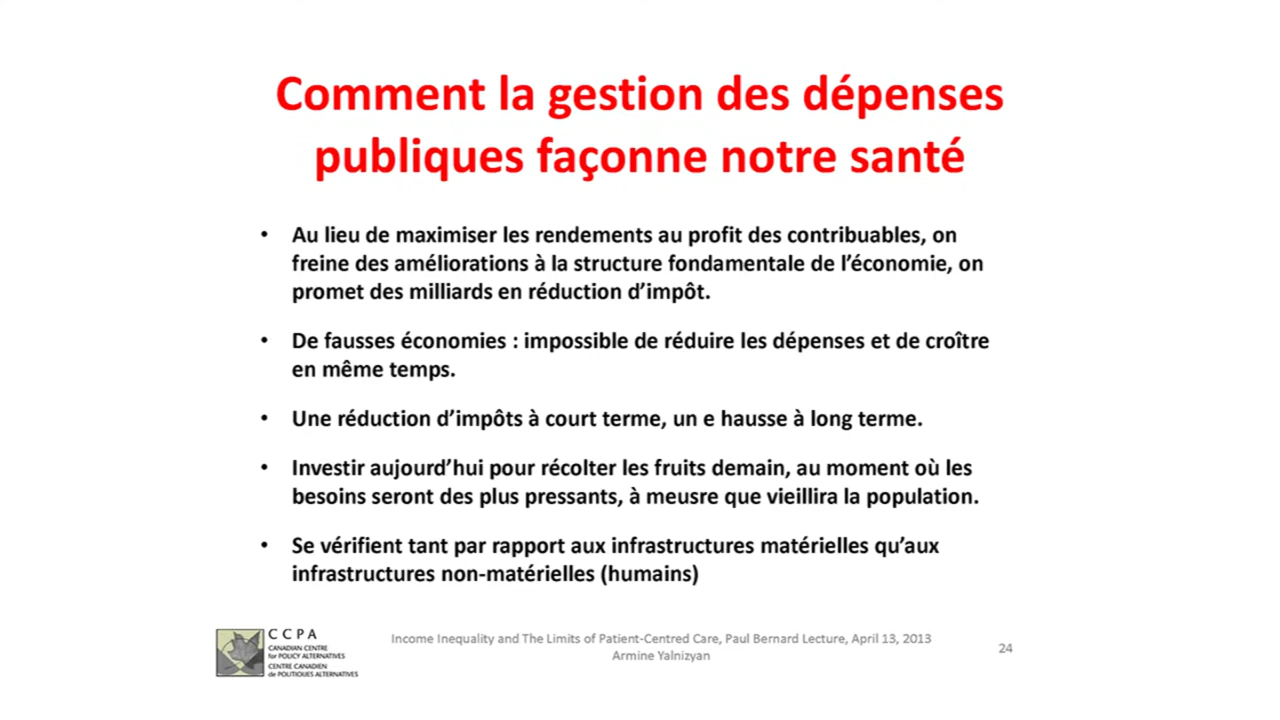 Comment la gestion des dépenses
publiques façonne notre santé
• Au lieu de maximiser les rendements au profit des contribuables, on
freine des améliorations à la structure fondamentale de l’économie, on
promet des milliards en réduction d’impôt.
• De fausses économies : impossible de réduire les dépenses et de croître
en même temps.
• Une réduction d’impôts à court terme, un e hausse à long terme.
• Investir aujourd’hui pour récolter les fruits demain, au moment où les
besoins seront des plus pressants, à meusre que vieillira la population.
• Se vérifient tant par rapport aux infrastructures matérielles qu’aux
infrastructures non-matérielles (humains)
CCPA
CANADIAN CENTRE
for POLICY ALTERNATIVES
CENTRE CANADIEN
de POLITIQUES ALTERNATIVES
Income Inequality and The Limits of Patient-Centred Care, Paul Bernard Lecture, April 13, 2013
Armine Yalnizyan
24